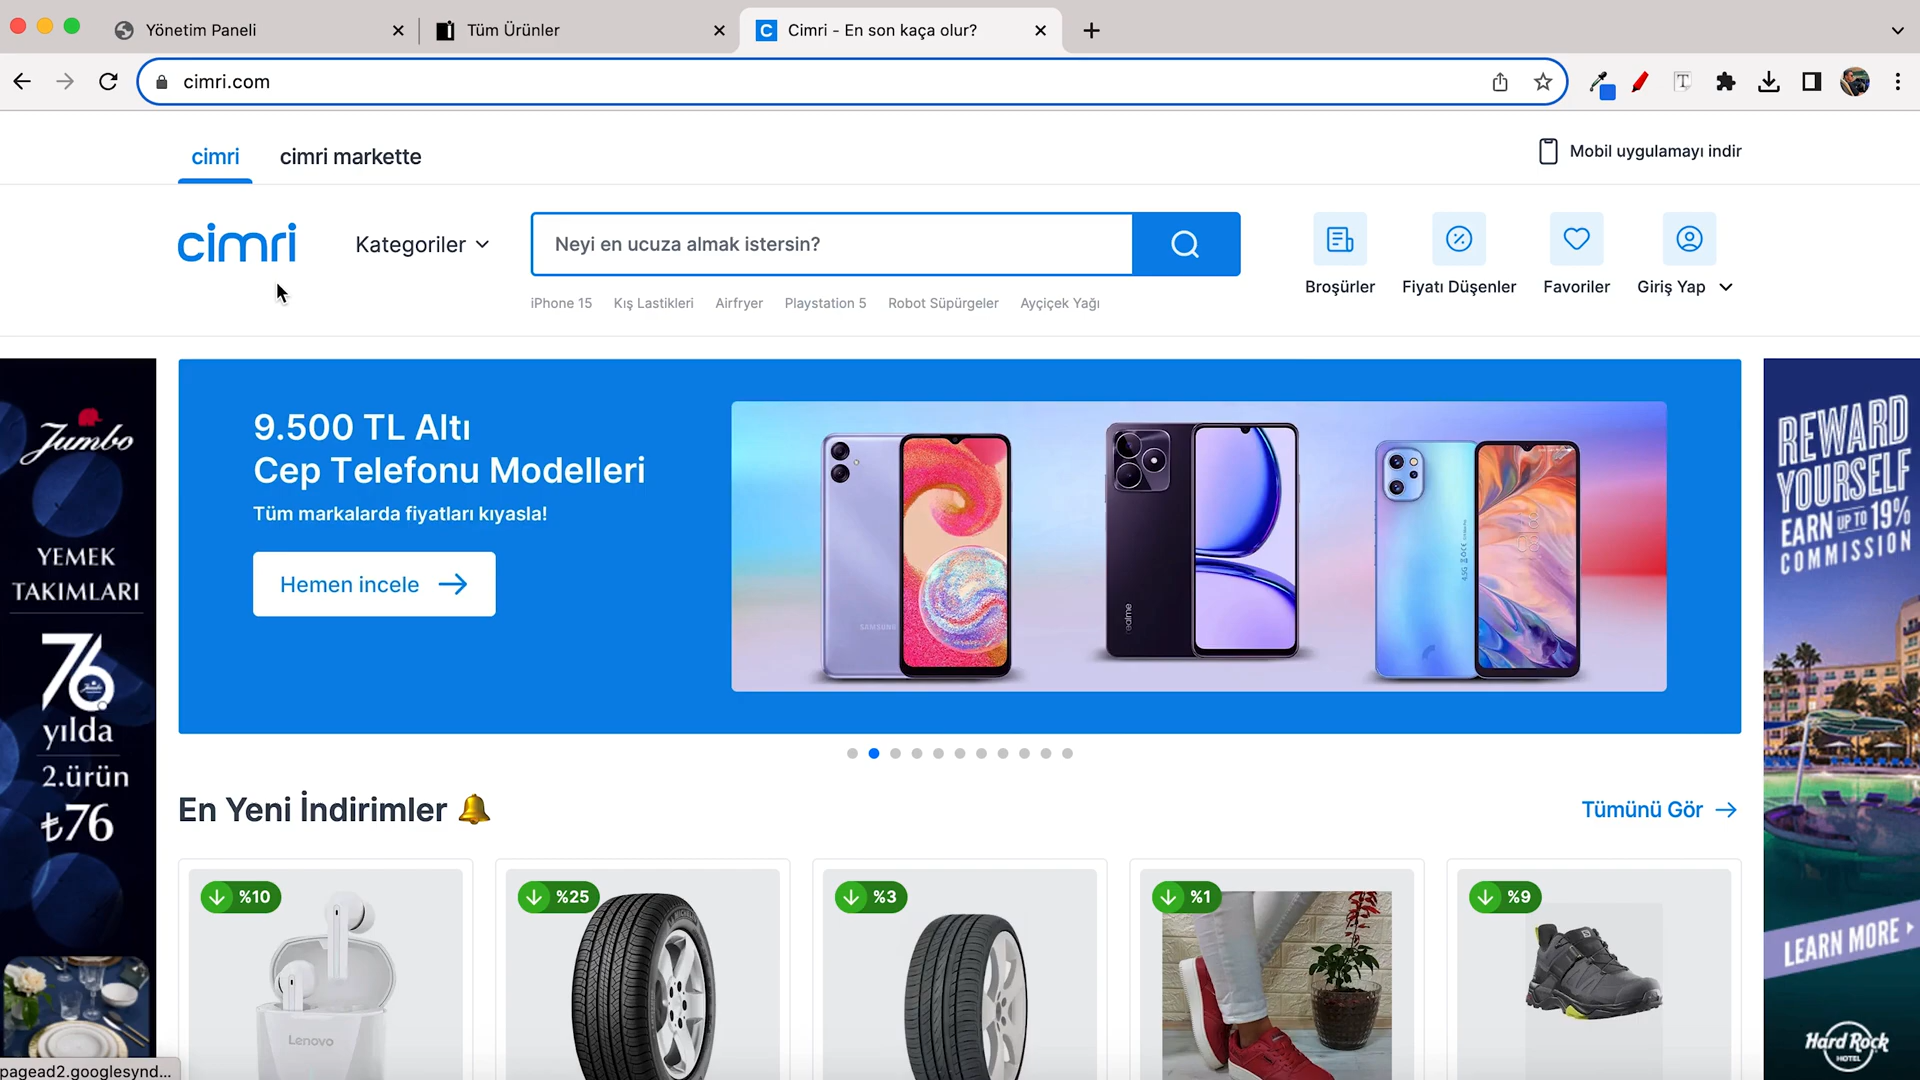 Yönetim Paneli
Tüm Ürünler
Cimri - En son kaça olur?
cimri.com
cimri
cimri markette
Mobil uygulamayı indir
cimri
Kategoriler
Neyi en ucuza almak istersin?
Broşürler
Fiyatı Düşenler
Favoriler
Giriş Yap
iPhone 15
Kış Lastikleri
Airfryer
Playstation 5
Robot Süpürgeler
Ayçiçek Yağı
Jumbo
YEMEK
TAKIMLARI
76.
yılda
2.ürün
₺76
9.500 TL Altı
Cep Telefonu Modelleri
Tüm markalarda fiyatları kıyasla!
Hemen incele
SAMSUNG
realme
REWARD
YOURSELF
EARN UP TO 19%
COMMISSION
LEARN MORE
Hard Rock
HOTEL
En Yeni İndirimler
Tümünü Gör
%10
%25
%3
%1
%9
Lenovo
MICHELIN
pagead2.googlesynd...